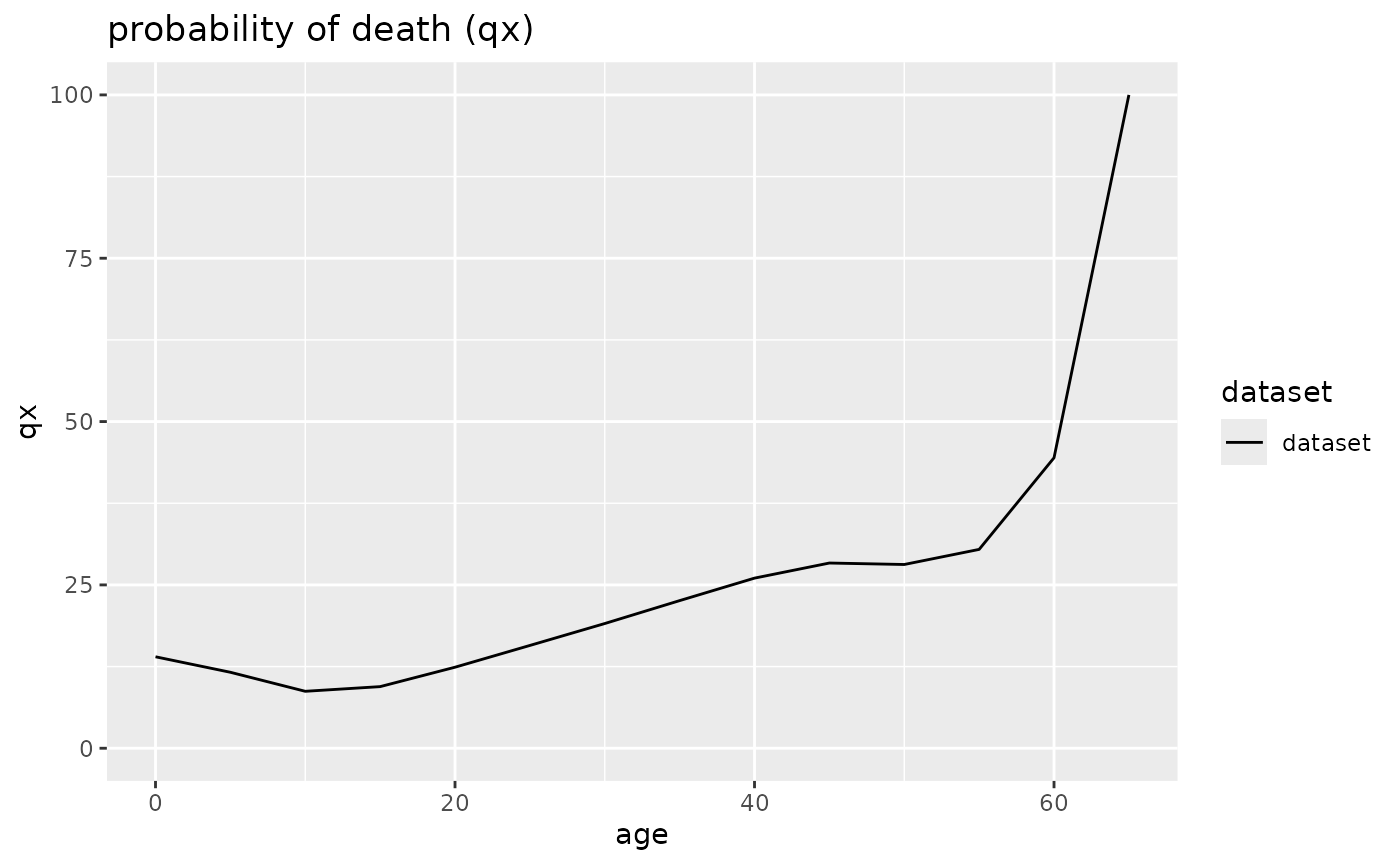 probability of death (qx)
100
75
50
25
0
qx
0 20 40 60
age
dataset
dataset